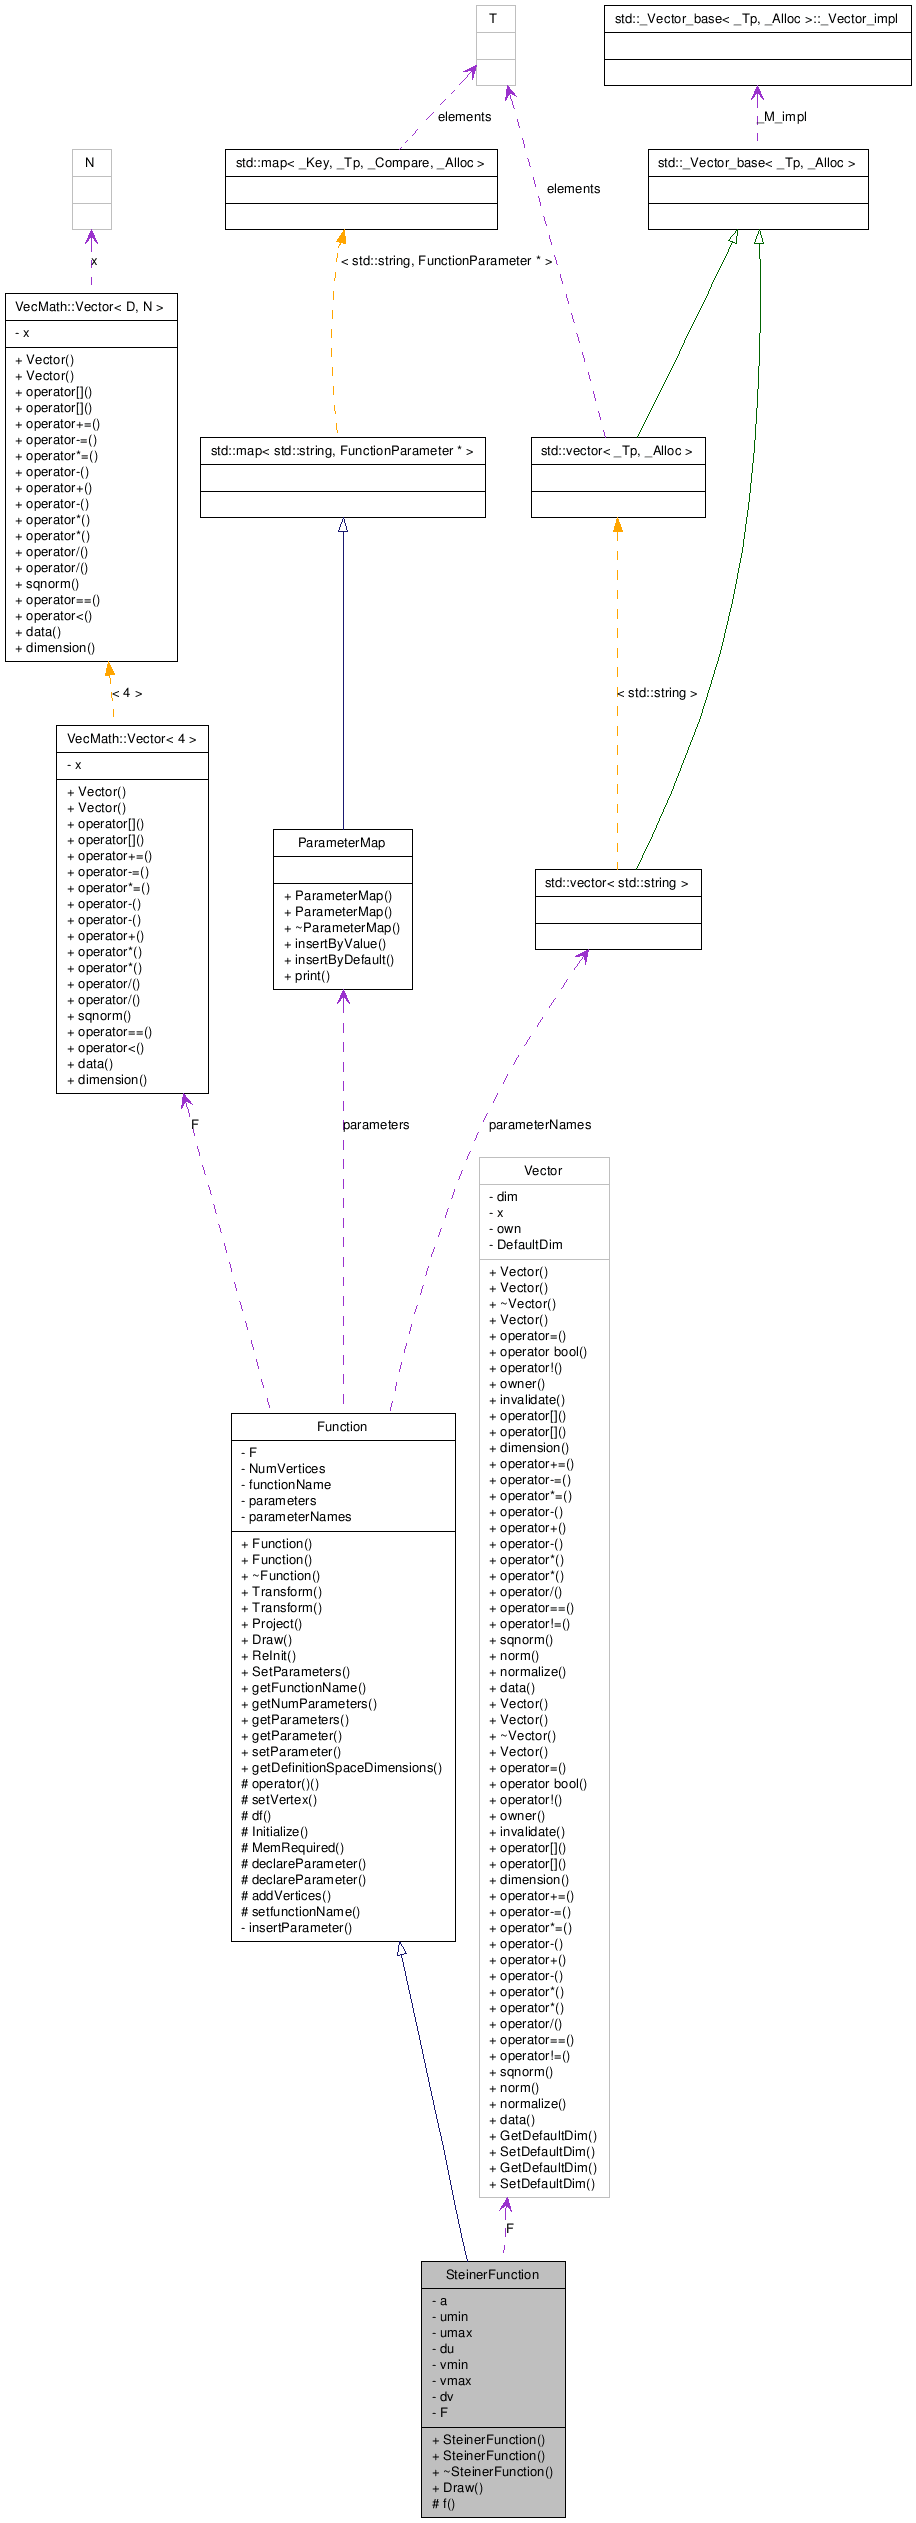 T
std::_Vector_base< _Tp, _Alloc >::_Vector_impl
elements
_M_impl
N
std::map< _Key, _Tp, _Compare, _Alloc >
std::_Vector_base< _Tp, _Alloc >
elements
x
< std::string, FunctionParameter * >
VecMath::Vector< D, N >
- x
+ Vector()
+ Vector()
+ operator[]()
+ operator[]()
+ operator+=()
+ operator-=()
+ operator*=()
+ operator-()
+ operator+()
+ operator-()
+ operator*()
+ operator*()
+ operator/()
+ operator/()
+ sqnorm()
+ operator==()
+ operator<()
+ data()
+ dimension()
std::map< std::string, FunctionParameter * >
std::vector< _Tp, _Alloc >
< 4 >
< std::string >
VecMath::Vector< 4 >
- x
+ Vector()
+ Vector()
+ operator[]()
+ operator[]()
+ operator+=()
+ operator-=()
+ operator*=()
+ operator-()
+ operator-()
+ operator+()
+ operator*()
+ operator*()
+ operator/()
+ operator/()
+ sqnorm()
+ operator==()
+ operator<()
+ data()
+ dimension()
ParameterMap
+ ParameterMap()
+ ParameterMap()
+ ~ParameterMap()
+ insertByValue()
+ insertByDefault()
+ print()
std::vector< std::string >
F
parameters
parameterNames
Vector
- dim
- x
- own
- DefaultDim
+ Vector()
+ Vector()
+ ~Vector()
+ Vector()
+ operator=()
+ operator bool()
+ operator!()
+ owner()
+ invalidate()
+ operator[]()
+ operator[]()
+ dimension()
+ operator+=()
+ operator-=()
+ operator*=()
+ operator-()
+ operator+()
+ operator-()
+ operator*()
+ operator*()
+ operator/()
+ operator==()
+ operator!=()
+ sqnorm()
+ norm()
+ normalize()
+ data()
+ Vector()
+ Vector()
+ ~Vector()
+ Vector()
+ operator=()
+ operator bool()
+ operator!()
+ owner()
+ invalidate()
+ operator[]()
+ operator[]()
+ dimension()
+ operator+=()
+ operator-=()
+ operator*=()
+ operator-()
+ operator+()
+ operator-()
+ operator*()
+ operator*()
+ operator/()
+ operator==()
+ operator!=()
+ sqnorm()
+ norm()
+ normalize()
+ data()
+ GetDefaultDim()
+ SetDefaultDim()
+ GetDefaultDim()
+ SetDefaultDim()
Function
- F
- NumVertices
- functionName
- parameters
- parameterNames
+ Function()
+ Function()
+ ~Function()
+ Transform()
+ Transform()
+ Project()
+ Draw()
+ ReInit()
+ SetParameters()
+ getFunctionName()
+ getNumParameters()
+ getParameters()
+ getParameter()
+ setParameter()
+ getDefinitionSpaceDimensions()
# operator()()
# setVertex()
# df()
# Initialize()
# MemRequired()
# declareParameter()
# declareParameter()
# addVertices()
# setfunctionName()
- insertParameter()
F
SteinerFunction
- a
- umin
- umax
- du
- vmin
- vmax
- dv
- F
+ SteinerFunction()
+ SteinerFunction()
+ ~SteinerFunction()
+ Draw()
# f()